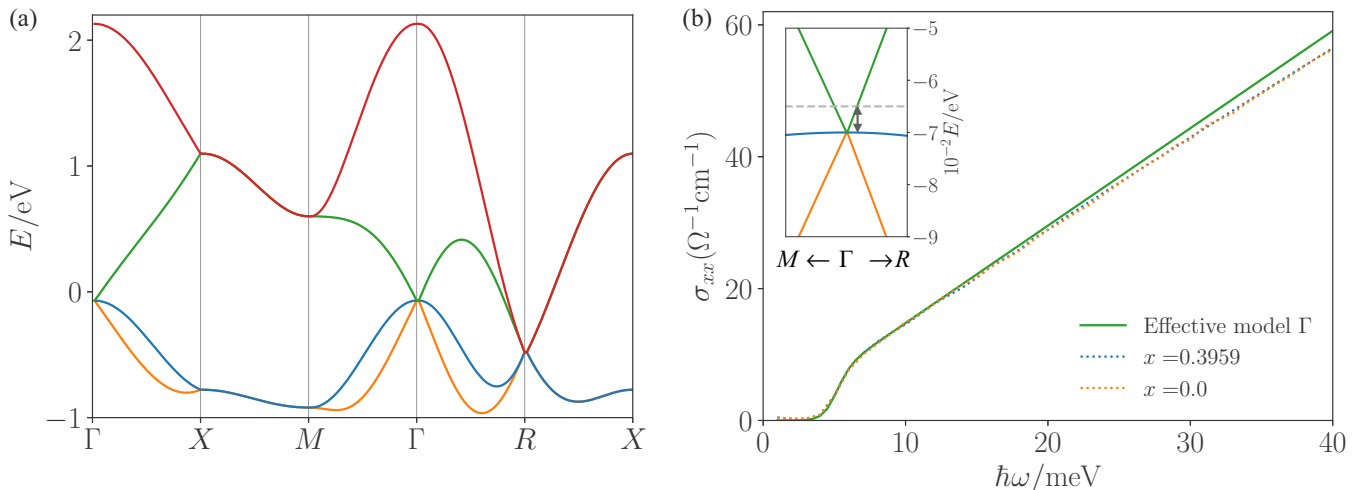 (a)
E/eV
2
1
0
−1
Γ X M Γ R X
(b)
σxx(Ω−1cm−1)
60
40
20
0
0 10 20 30 40
ħω/meV
−5
−6
−7
−8
−9
10−2E/eV
M ← Γ → R
Effective model Γ
x =0.3959
x =0.0